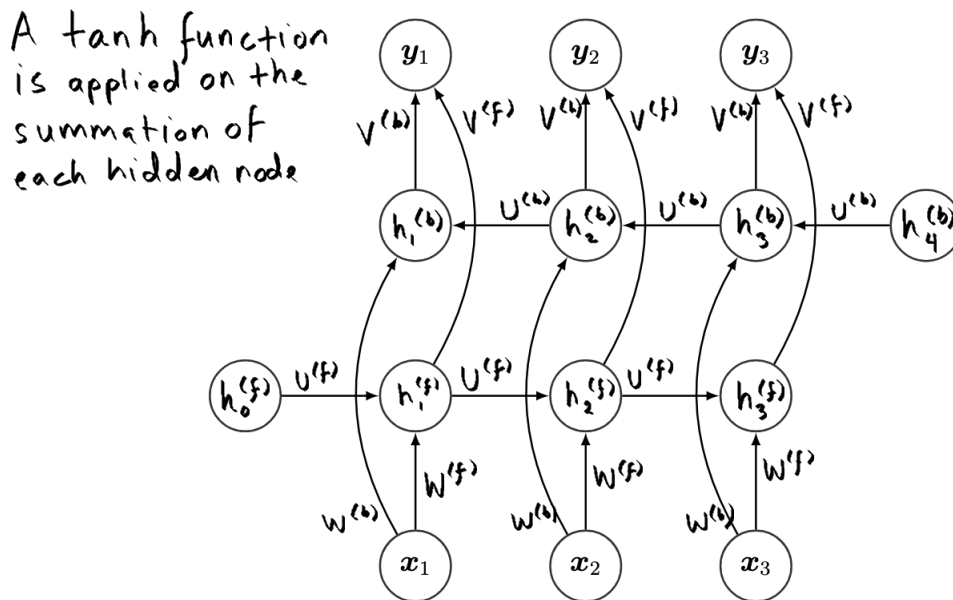 A tanh function
is applied on the
summation of
each hidden node
y₁ y₂ y₃
V⁽ᵇ⁾ V⁽ᶠ⁾ V⁽ᵇ⁾ V⁽ᶠ⁾ V⁽ᵇ⁾ V⁽ᶠ⁾
U⁽ᵇ⁾ U⁽ᵇ⁾ U⁽ᵇ⁾
h₁⁽ᵇ⁾ h₂⁽ᵇ⁾ h₃⁽ᵇ⁾ h₄⁽ᵇ⁾
U⁽ᶠ⁾ U⁽ᶠ⁾ U⁽ᶠ⁾
h₀⁽ᶠ⁾ h₁⁽ᶠ⁾ h₂⁽ᶠ⁾ h₃⁽ᶠ⁾
W⁽ᵇ⁾ W⁽ᶠ⁾ W⁽ᵇ⁾ W⁽ᶠ⁾ W⁽ᵇ⁾ W⁽ᶠ⁾
x₁ x₂ x₃